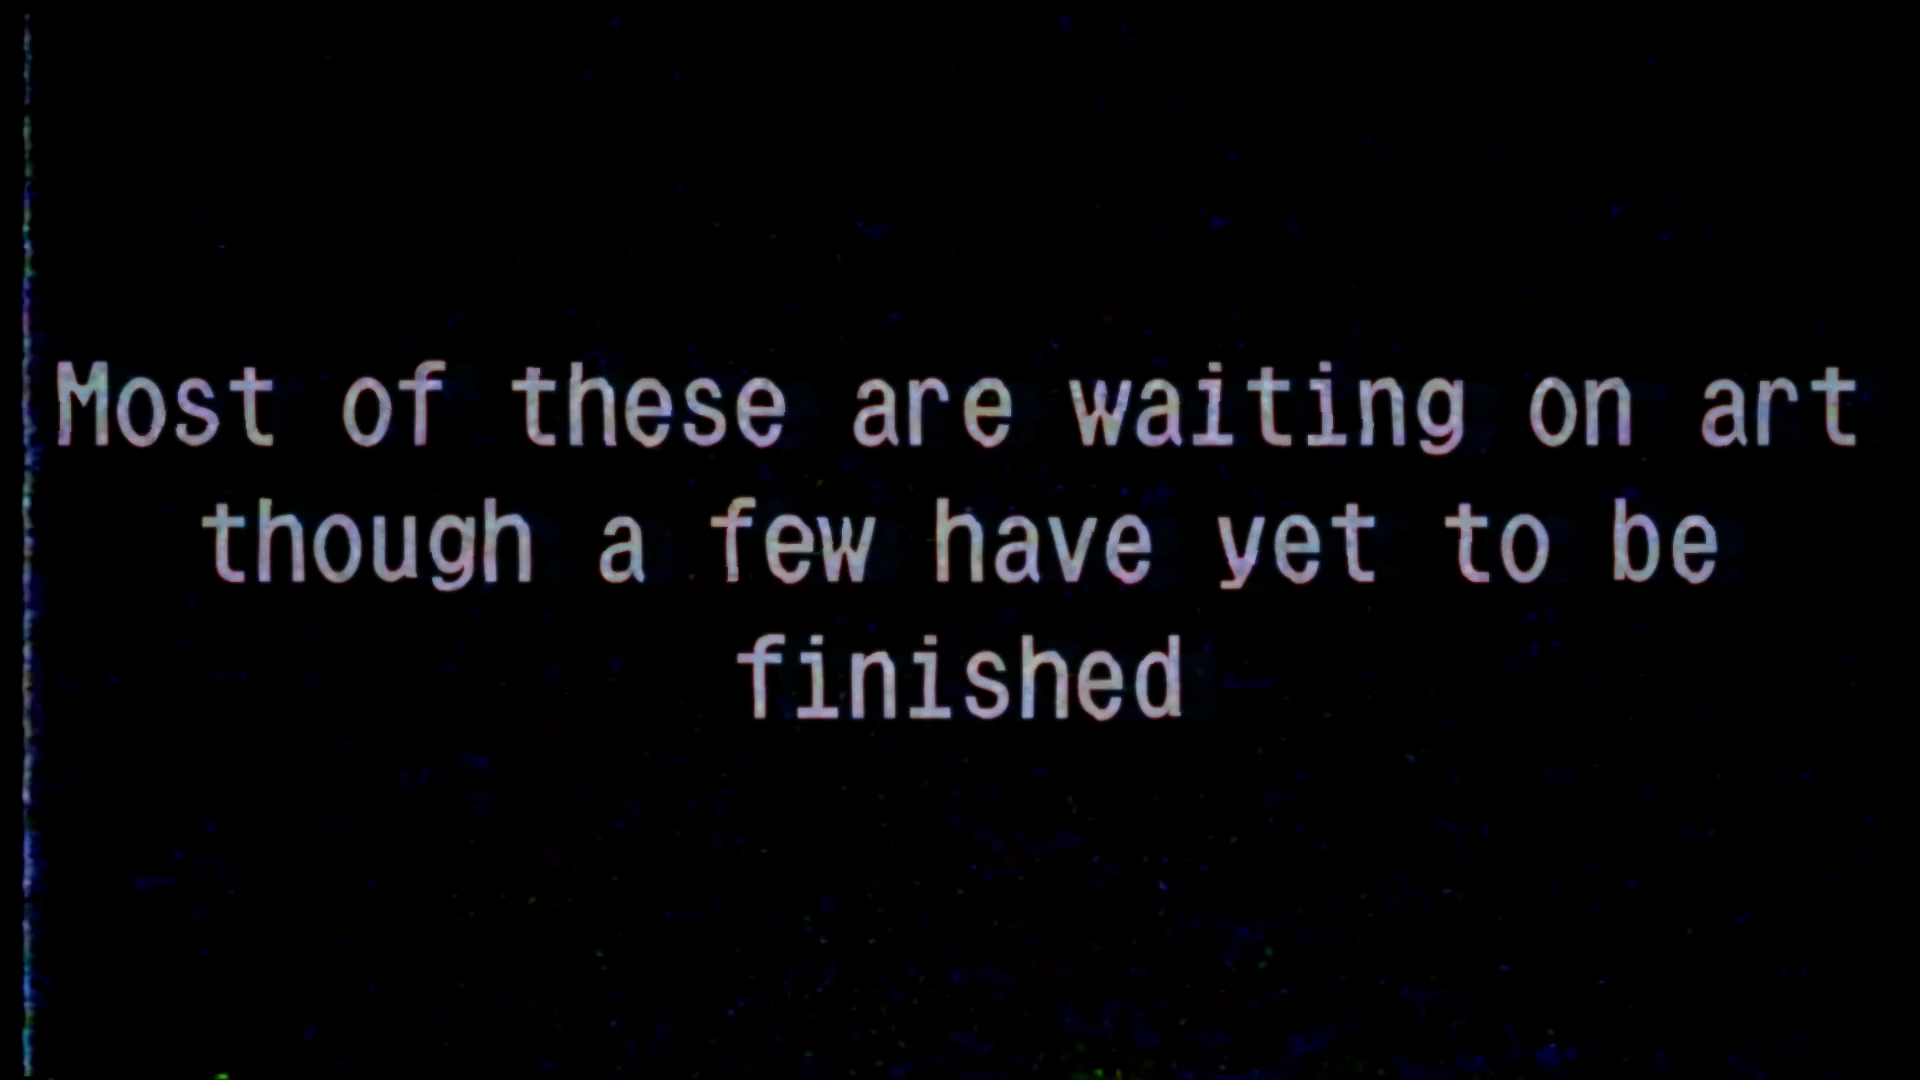 Most of these are waiting on art
though a few have yet to be
finished